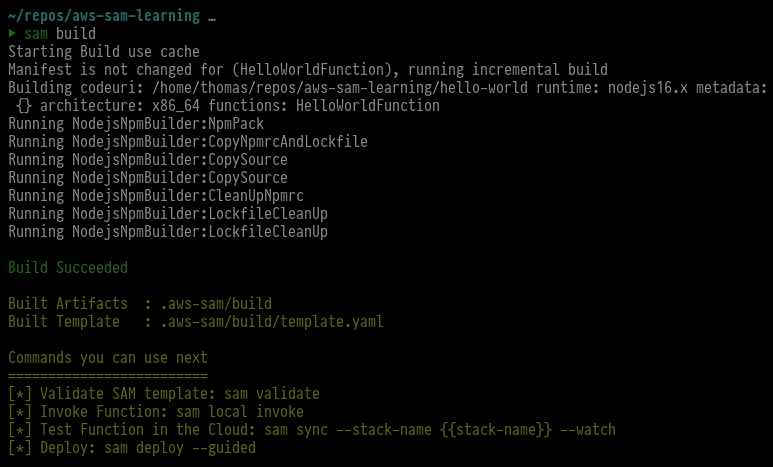 ~/repos/aws-sam-learning …
▶ sam build
Starting Build use cache
Manifest is not changed for (HelloWorldFunction), running incremental build
Building codeuri: /home/thomas/repos/aws-sam-learning/hello-world runtime: nodejs16.x metadata:
 {} architecture: x86_64 functions: HelloWorldFunction
Running NodejsNpmBuilder:NpmPack
Running NodejsNpmBuilder:CopyNpmrcAndLockfile
Running NodejsNpmBuilder:CopySource
Running NodejsNpmBuilder:CopySource
Running NodejsNpmBuilder:CleanUpNpmrc
Running NodejsNpmBuilder:LockfileCleanUp
Running NodejsNpmBuilder:LockfileCleanUp

Build Succeeded

Built Artifacts  : .aws-sam/build
Built Template   : .aws-sam/build/template.yaml

Commands you can use next
=========================
[*] Validate SAM template: sam validate
[*] Invoke Function: sam local invoke
[*] Test Function in the Cloud: sam sync --stack-name {{stack-name}} --watch
[*] Deploy: sam deploy --guided